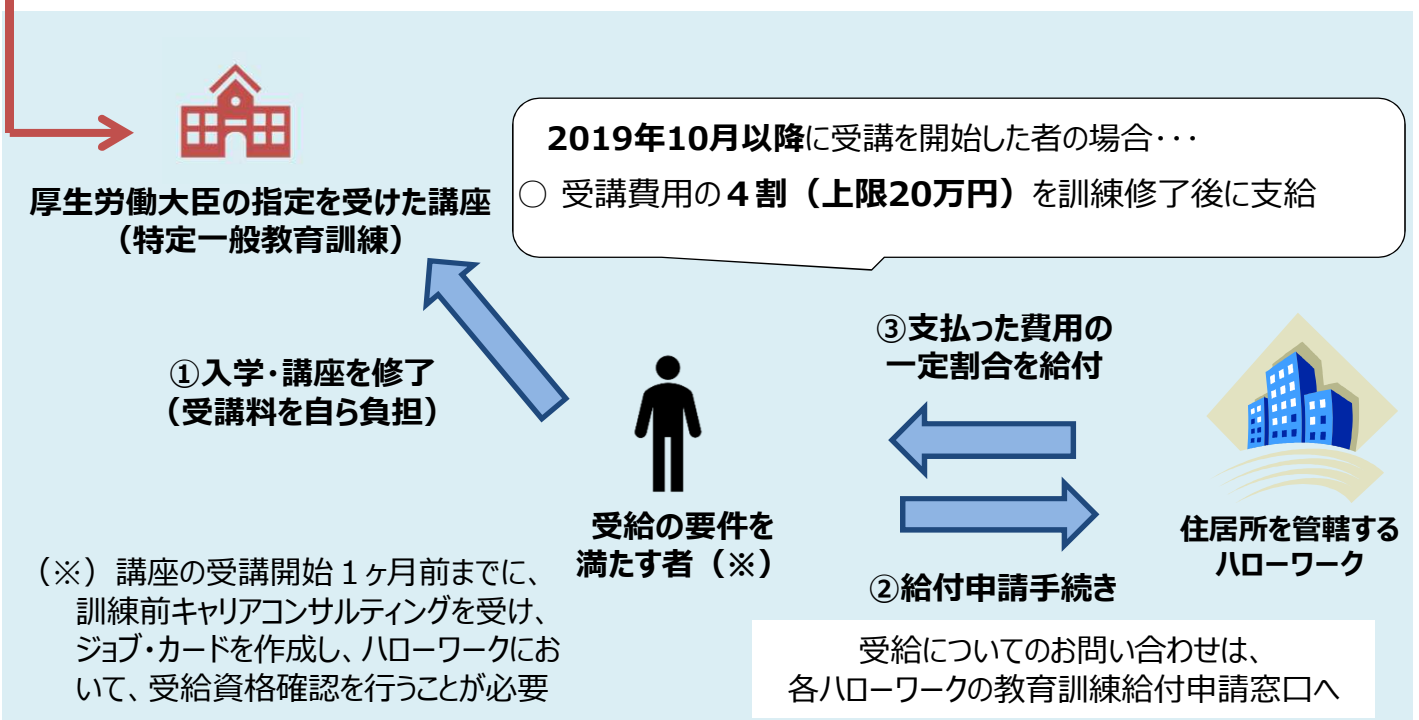 厚生労働大臣の指定を受けた講座
（特定一般教育訓練）
2019年10月以降に受講を開始した者の場合･･･
○ 受講費用の４割（上限20万円）を訓練修了後に支給
①入学･講座を修了
（受講料を自ら負担）
③支払った費用の
一定割合を給付
受給の要件を
満たす者（※）
②給付申請手続き
住居所を管轄する
ハローワーク
（※）講座の受講開始１ヶ月前までに、
訓練前キャリアコンサルティングを受け、
ジョブ・カードを作成し、ハローワークにお
いて、受給資格確認を行うことが必要
受給についてのお問い合わせは、
各ハローワークの教育訓練給付申請窓口へ